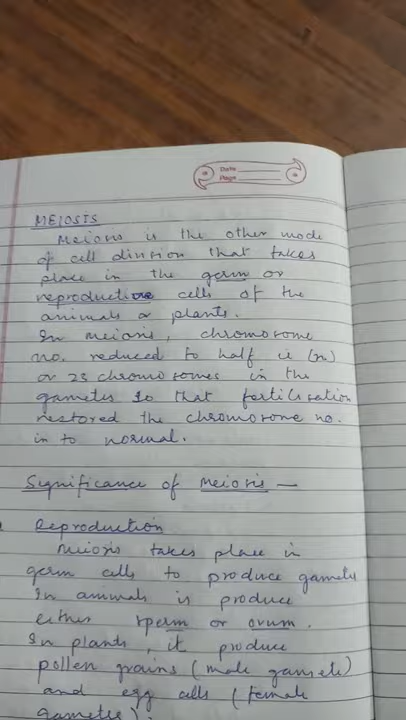 Date
Page
MEIOSIS
Meiosis is the other mode
of cell division that takes
place in the germ or
reproductive cells of the
animals or plants.
In meiosis, chromosome
no. reduced to half ie (n)
or 23 chromosomes in the
gametes so that fertilisation
restored the chromosome no.
in to normal.
Significance of meiosis —
Reproduction
Meiosis takes place in
germ cells to produce gametes
In animals is produce
either sperm or ovum.
In plants, it produce
pollen grains (male gamete)
and egg cells (female
gametes).